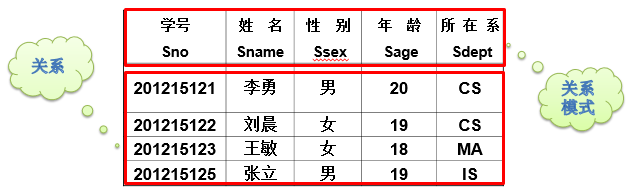 学号 姓 名 性 别 年 龄 所 在 系
Sno Sname Ssex Sage Sdept
关系
201215121 李勇 男 20 CS
关系
模式
201215122 刘晨 女 19 CS
201215123 王敏 女 18 MA
201215125 张立 男 19 IS